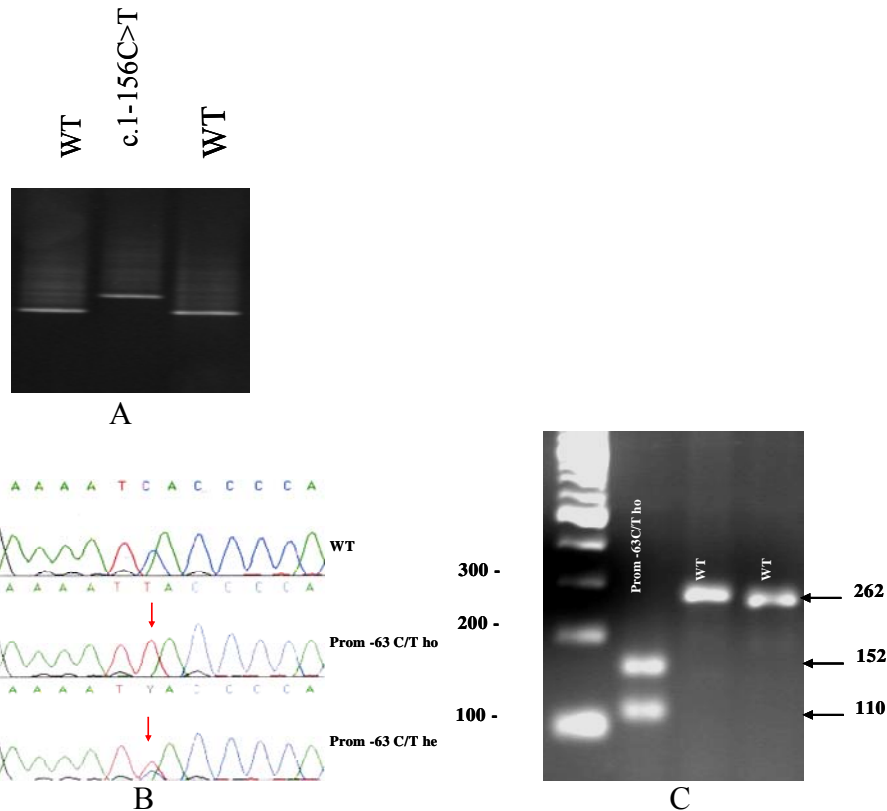 WT
c.1-156C>T
WT
A
A A A A T C A C C C C A
WT
A A A A T T A C C C C A
Prom -63 C/T ho
A A A A T Y A C C C C A
Prom -63 C/T he
B
300 -
200 -
100 -
Prom -63C/T ho
WT
WT
262
152
110
C